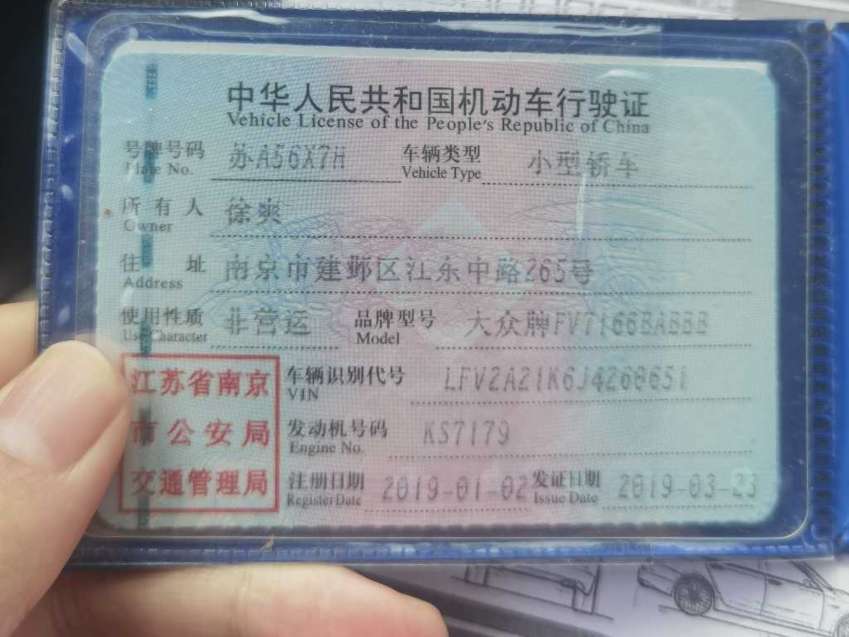 中华人民共和国机动车行驶证
Vehicle License of the People's Republic of China
号牌号码 苏A56X7H 车辆类型 小型轿车
Plate No. Vehicle Type
所有人 徐爽
Owner
住址 南京市建邺区江东中路265号
Address
使用性质 非营运 品牌型号 大众牌FV7166BABBB
Use Character Model
江苏省南京
市公安局
交通管理局
车辆识别代号 LFV2A21K6J4260651
VIN
发动机号码 KS7179
Engine No.
注册日期 2019-01-02 发证日期 2019-03-23
Register Date Issue Date